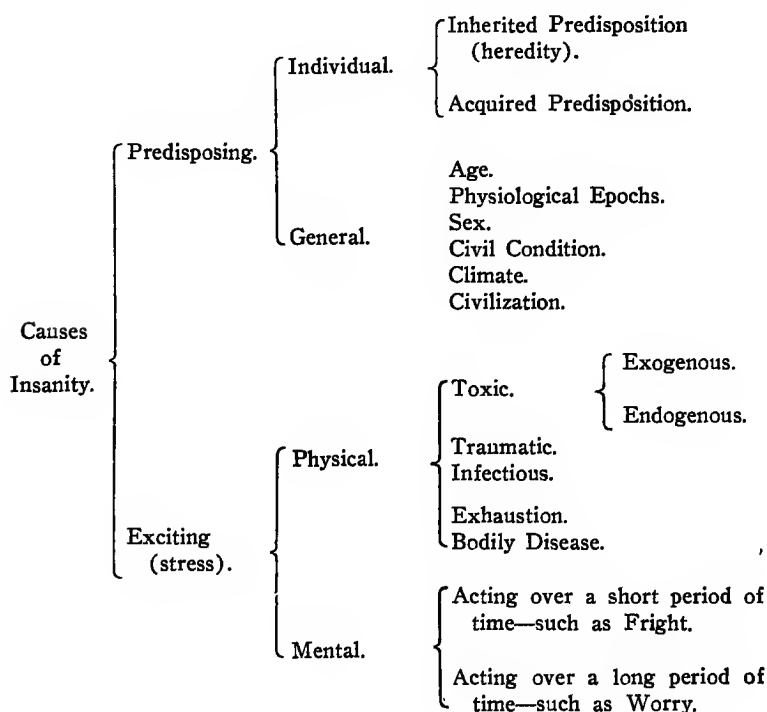 Inherited Predisposition
(heredity).
Individual.
Acquired Predisposition.
Predisposing.
Age.
Physiological Epochs.
Sex.
General.
Civil Condition.
Climate.
Civilization.
Causes
of
Insanity.
Exogenous.
Toxic.
Endogenous.
Traumatic.
Physical.
Infectious.
Exhaustion.
Exciting
(stress).
Bodily Disease.
Acting over a short period of
time—such as Fright.
Mental.
Acting over a long period of
time—such as Worry.